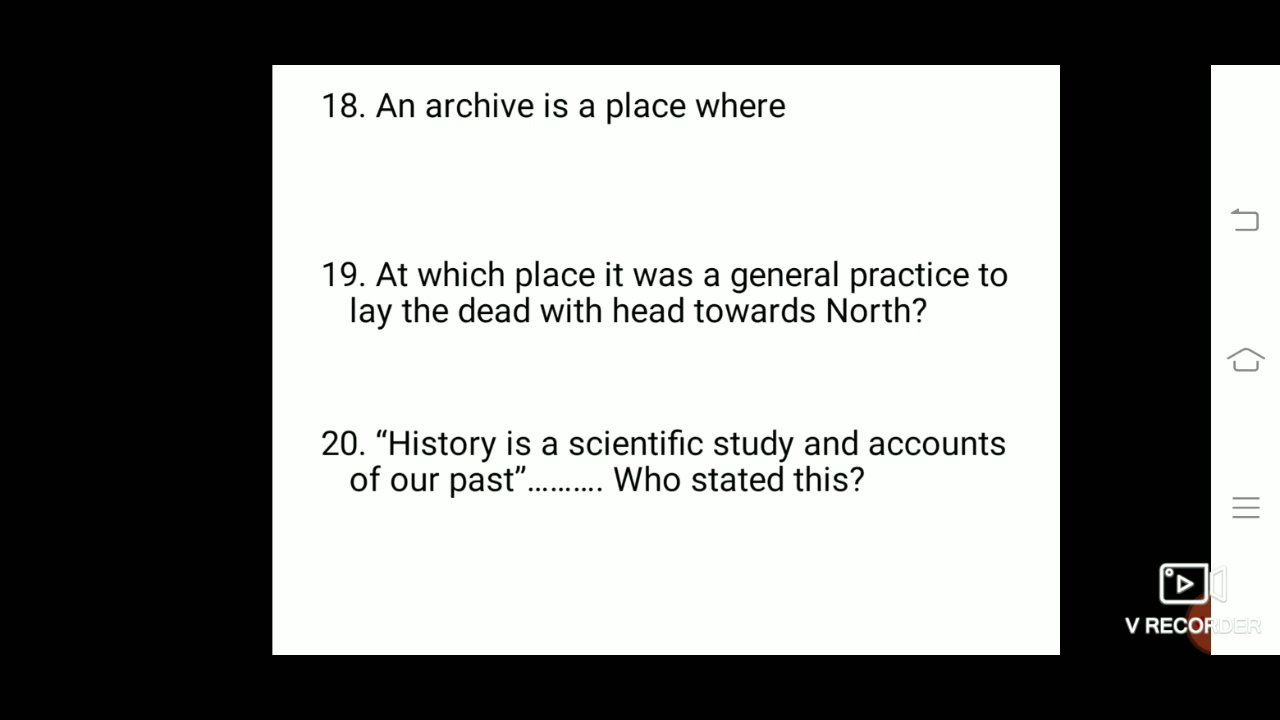 18. An archive is a place where
19. At which place it was a general practice to
lay the dead with head towards North?
20. “History is a scientific study and accounts
of our past”.......... Who stated this?
V RECORDER